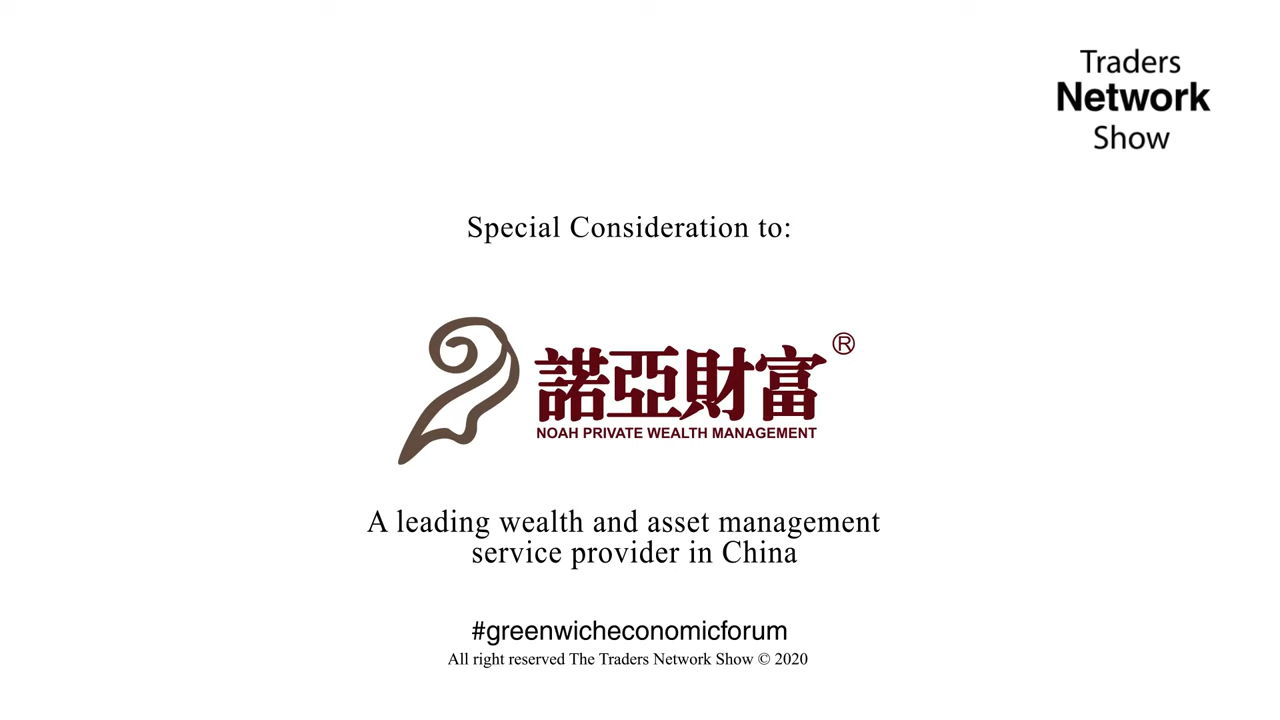 Traders
Network
Show
Special Consideration to:
諾亞財富®
NOAH PRIVATE WEALTH MANAGEMENT
A leading wealth and asset management
service provider in China
#greenwicheconomicforum
All right reserved The Traders Network Show © 2020